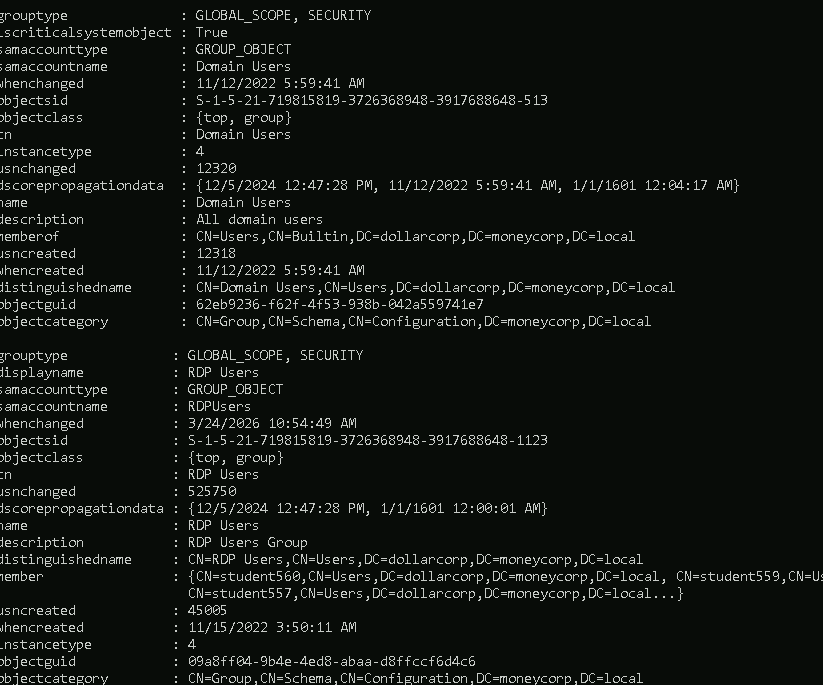 grouptype              : GLOBAL_SCOPE, SECURITY
iscriticalsystemobject : True
samaccounttype         : GROUP_OBJECT
samaccountname         : Domain Users
whenchanged            : 11/12/2022 5:59:41 AM
objectsid              : S-1-5-21-719815819-3726368948-3917688648-513
objectclass            : {top, group}
cn                     : Domain Users
instancetype           : 4
usnchanged             : 12320
dscorepropagationdata  : {12/5/2024 12:47:28 PM, 11/12/2022 5:59:41 AM, 1/1/1601 12:04:17 AM}
name                   : Domain Users
description            : All domain users
memberof               : CN=Users,CN=Builtin,DC=dollarcorp,DC=moneycorp,DC=local
usncreated             : 12318
whencreated            : 11/12/2022 5:59:41 AM
distinguishedname      : CN=Domain Users,CN=Users,DC=dollarcorp,DC=moneycorp,DC=local
objectguid             : 62eb9236-f62f-4f53-938b-042a559741e7
objectcategory         : CN=Group,CN=Schema,CN=Configuration,DC=moneycorp,DC=local

grouptype             : GLOBAL_SCOPE, SECURITY
displayname           : RDP Users
samaccounttype        : GROUP_OBJECT
samaccountname        : RDPUsers
whenchanged           : 3/24/2026 10:54:49 AM
objectsid             : S-1-5-21-719815819-3726368948-3917688648-1123
objectclass           : {top, group}
cn                    : RDP Users
usnchanged            : 525750
dscorepropagationdata : {12/5/2024 12:47:28 PM, 1/1/1601 12:00:01 AM}
name                  : RDP Users
description           : RDP Users Group
distinguishedname     : CN=RDP Users,CN=Users,DC=dollarcorp,DC=moneycorp,DC=local
member                : {CN=student560,CN=Users,DC=dollarcorp,DC=moneycorp,DC=local, CN=student559,CN=Us
                        CN=student557,CN=Users,DC=dollarcorp,DC=moneycorp,DC=local...}
usncreated            : 45005
whencreated           : 11/15/2022 3:50:11 AM
instancetype          : 4
objectguid            : 09a8ff04-9b4e-4ed8-abaa-d8ffccf6d4c6
objectcategory        : CN=Group,CN=Schema,CN=Configuration,DC=moneycorp,DC=local